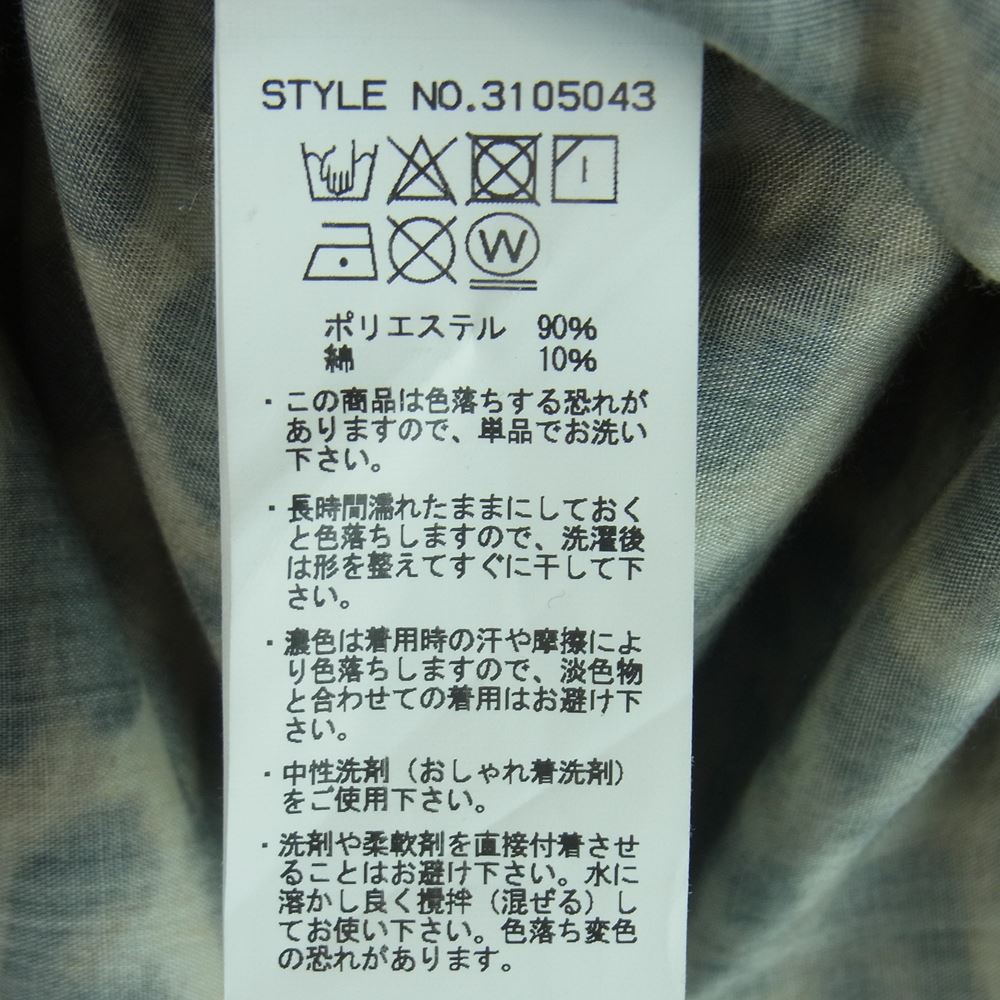 STYLE NO.3105043
W
ポリエステル 90%
綿 10%
・この商品は色落ちする恐れが
ありますので、単品でお洗い
下さい。
・長時間濡れたままにしておく
と色落ちしますので、洗濯後
は形を整えてすぐに干して下
さい。
・濃色は着用時の汗や摩擦によ
り色落ちしますので、淡色物
と合わせての着用はお避け下
さい。
・中性洗剤（おしゃれ着洗剤）
をご使用下さい。
・洗剤や柔軟剤を直接付着させ
ることはお避け下さい。水に
溶かし良く攪拌（混ぜる）し
てお使い下さい。色落ち変色
の恐れがあります。